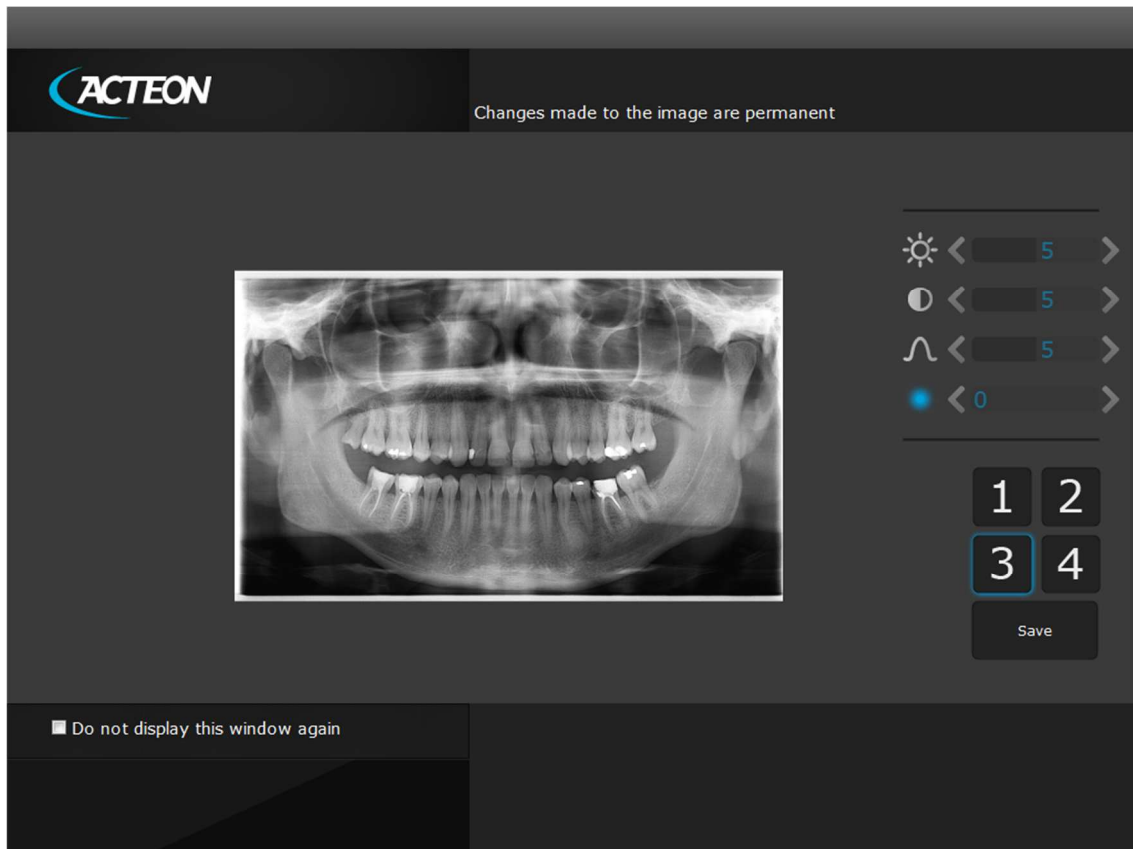 ACTEON
Changes made to the image are permanent
5
5
5
0
1 2
3 4
Save
Do not display this window again